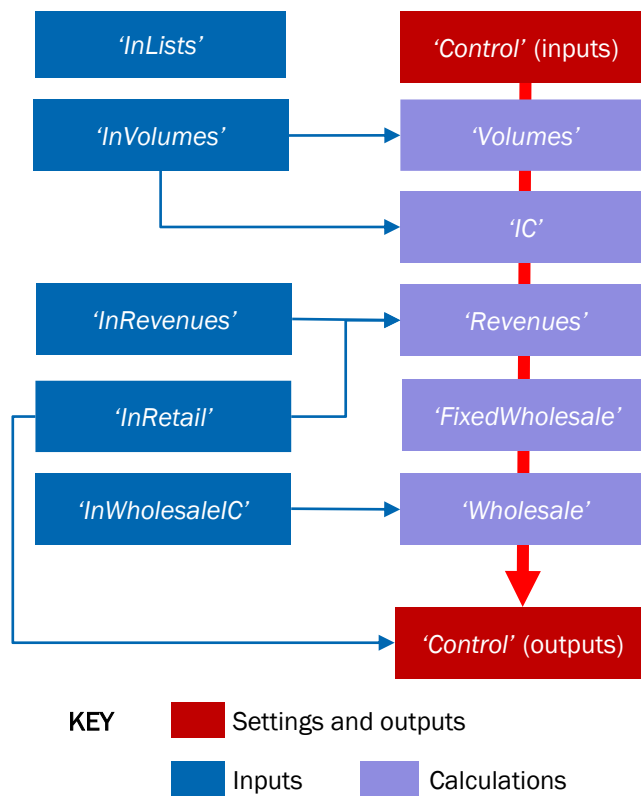 ‘InLists’
‘Control’ (inputs)
‘InVolumes’
‘Volumes’
‘IC’
‘InRevenues’
‘Revenues’
‘InRetail’
‘FixedWholesale’
‘InWholesaleIC’
‘Wholesale’
‘Control’ (outputs)
KEY
Settings and outputs
Inputs
Calculations